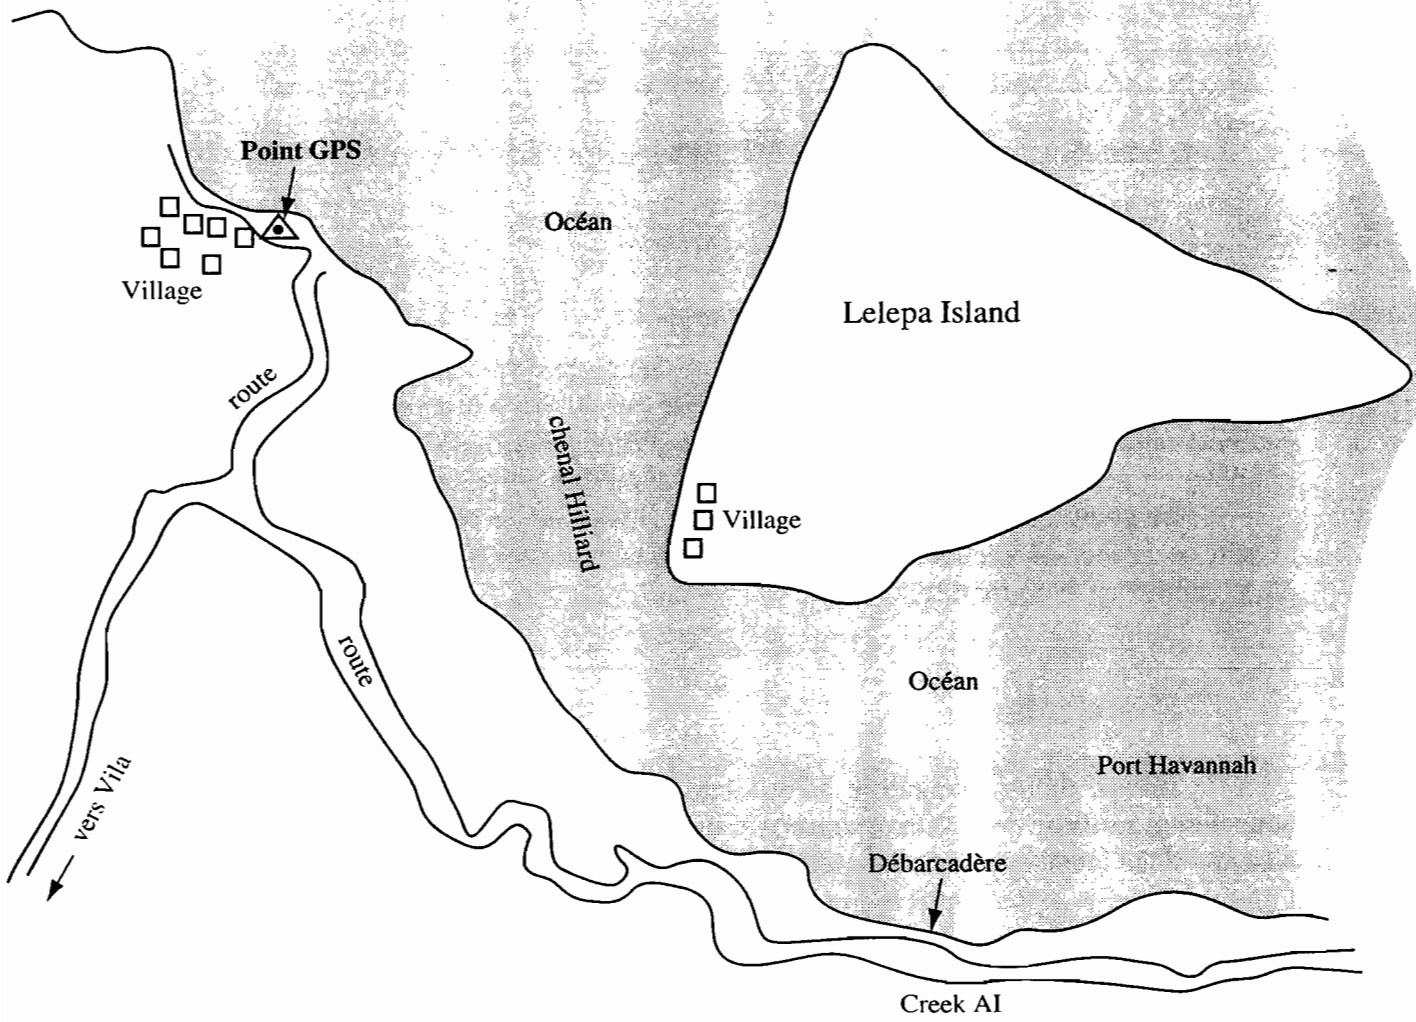 Point GPS
Océan
Village
Lelepa Island
route
chenal Hilliard
Village
route
Océan
Port Havannah
vers Vila
Débarcadère
Creek AI